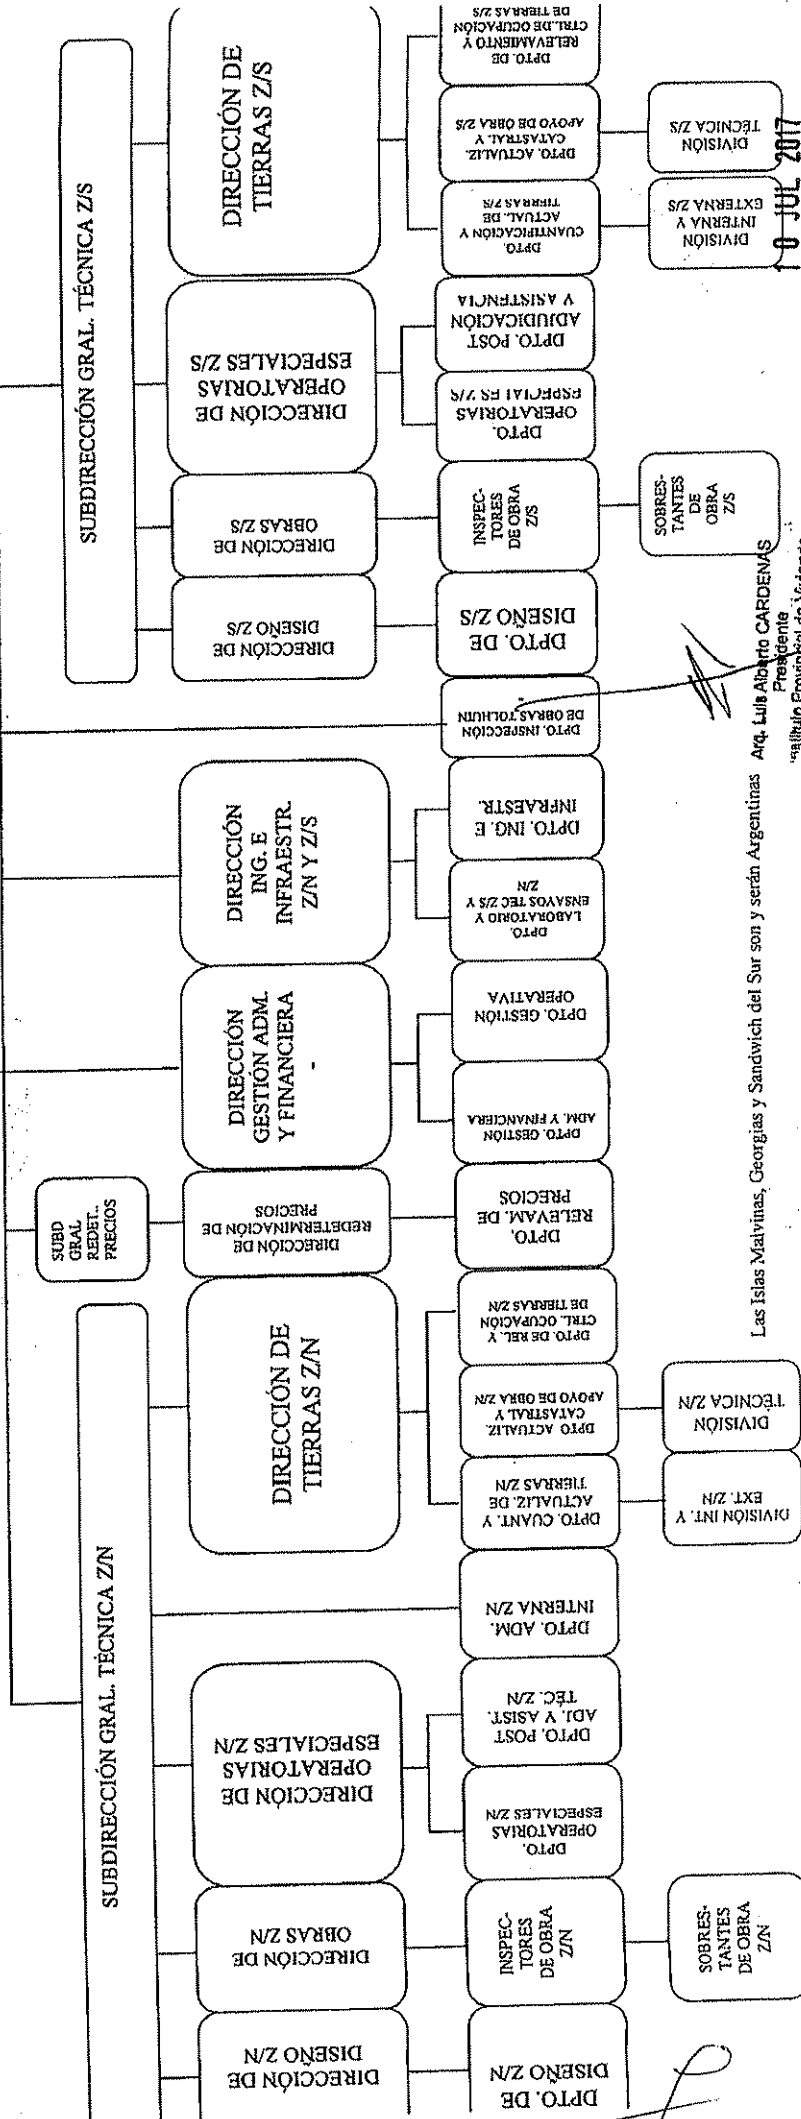 SUBDIRECCIÓN GRAL. TÉCNICA Z/N
SUBD
GRAL
REDET..
PRECIOS
SUBDIRECCIÓN GRAL. TÉCNICA Z/S
DIRECCIÓN DE
DISEÑO Z/N
DIRECCIÓN DE
OBRAS Z/N
DIRECCIÓN DE
OPERATORIAS
ESPECIALES Z/N
DIRECCIÓN DE
TIERRAS Z/N
DIRECCIÓN DE
REDETERMINACIÓN DE
PRECIOS
DIRECCIÓN
GESTIÓN ADM.
Y FINANCIERA
DIRECCIÓN
ING. E
INFRAESTR.
Z/N Y Z/S
DIRECCIÓN DE
DISEÑO Z/S
DIRECCIÓN DE
OBRAS Z/S
DIRECCIÓN DE
OPERATORIAS
ESPECIALES Z/S
DIRECCIÓN DE
TIERRAS Z/S
DPTO. DE
DISEÑO Z/N
INSPEC-
TORES
DE OBRA
Z/N
DPTO.
OPERATORIAS
ESPECIALES Z/N
DPTO. POST
ADJ. Y ASIST.
TÉC. Z/N
DPTO. ADM.
INTERNA Z/N
DPTO. CUANT. Y
ACTUALIZ. DE
TIERRAS Z/N
DPTO ACTUALIZ.
CATASTRAL Y
APOYO DE OBRA Z/N
DPTO. DE REL. Y
CTRL. OCUPACIÓN
DE TIERRAS Z/N
DPTO.
RELEVAM. DE
PRECIOS
DPTO. GESTIÓN
ADM. Y FINANCIERA
DPTO. GESTIÓN
OPERATIVA
DPTO.
LABORATORIO Y
ENSAYOS TEC Z/S Y
Z/N
DPTO. ING. E
INFRAESTR.
DPTO. INSPECCIÓN
DE OBRAS TOLHUIN
DPTO. DE
DISEÑO Z/S
INSPEC-
TORES
DE OBRA
Z/S
DPTO.
OPERATORIAS
ESPECIALES Z/S
DPTO. POST
ADJUDICACIÓN
Y ASISTENCIA
DPTO.
CUANTIFICACIÓN Y
ACTUAL. DE
TIERRAS Z/S
DPTO. ACTUALIZ.
CATASTRAL Y
APOYO DE OBRA Z/S
DPTO. DE
RELEVAMIENTO Y
CTRL. DE OCUPACIÓN
DE TIERRAS Z/S
SOBRES-
TANTES
DE OBRA
Z/N
DIVISIÓN INT. Y
EXT. Z/N
DIVISIÓN
TÉCNICA Z/N
SOBRES-
TANTES
DE
OBRA
Z/S
DIVISIÓN
INTERNA Y
EXTERNA Z/S
DIVISIÓN
TÉCNICA Z/S
10 JUL 2017
Las Islas Malvinas, Georgias y Sandwich del Sur son y serán Argentinas
Arq. Luis Alberto CARDENAS
Presidente
Instituto Provincial de Vivienda